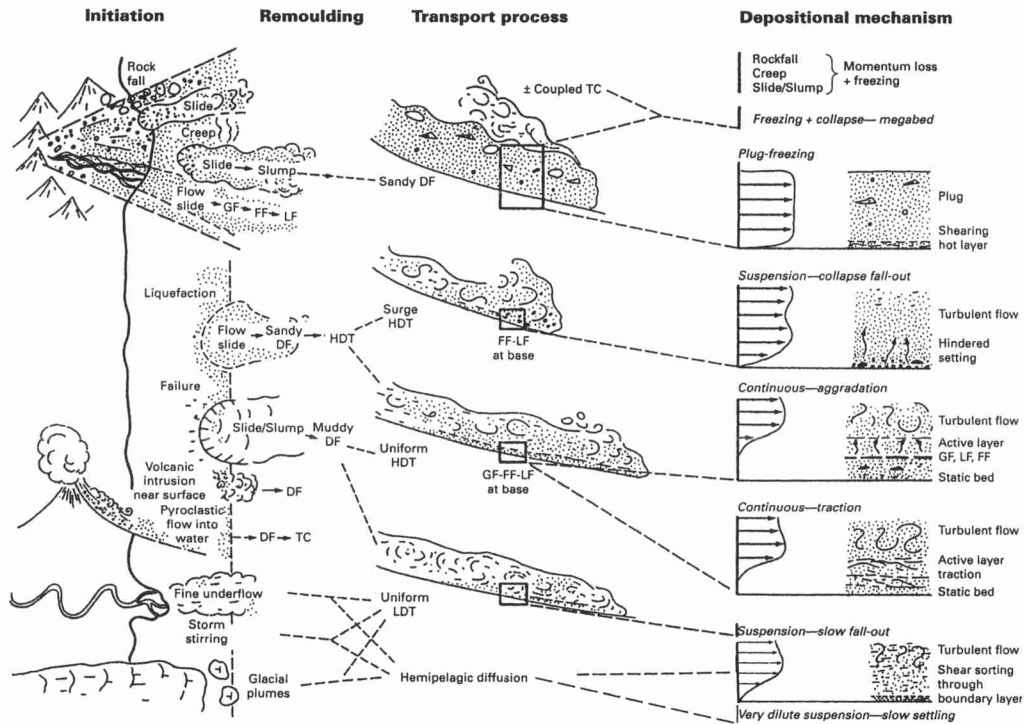 Initiation
Remoulding
Transport process
Depositional mechanism
Rock
fall
Slide
Creep
Slide
Slump
Flow
slide
GF
FF
LF
Sandy DF
± Coupled TC
Rockfall
Creep
Slide/Slump
Momentum loss
+ freezing
Freezing + collapse— megabed
Plug-freezing
Plug
Shearing
hot layer
Liquefaction
Flow
slide
Sandy
DF
HDT
Surge
HDT
FF-LF
at base
Suspension—collapse fall-out
Turbulent flow
Hindered
setting
Failure
Slide/Slump
Muddy
DF
Uniform
HDT
GF-FF-LF
at base
Continuous—aggradation
Turbulent flow
Active layer
GF, LF, FF
Static bed
Volcanic
intrusion
near surface
DF
Pyroclastic
flow into
water
DF
TC
Continuous—traction
Turbulent flow
Active layer
traction
Static bed
Fine underflow
Storm
stirring
Uniform
LDT
Glacial
plumes
Hemipelagic diffusion
Suspension—slow fall-out
Turbulent flow
Shear sorting
through
boundary layer
Very dilute suspension—slow settling